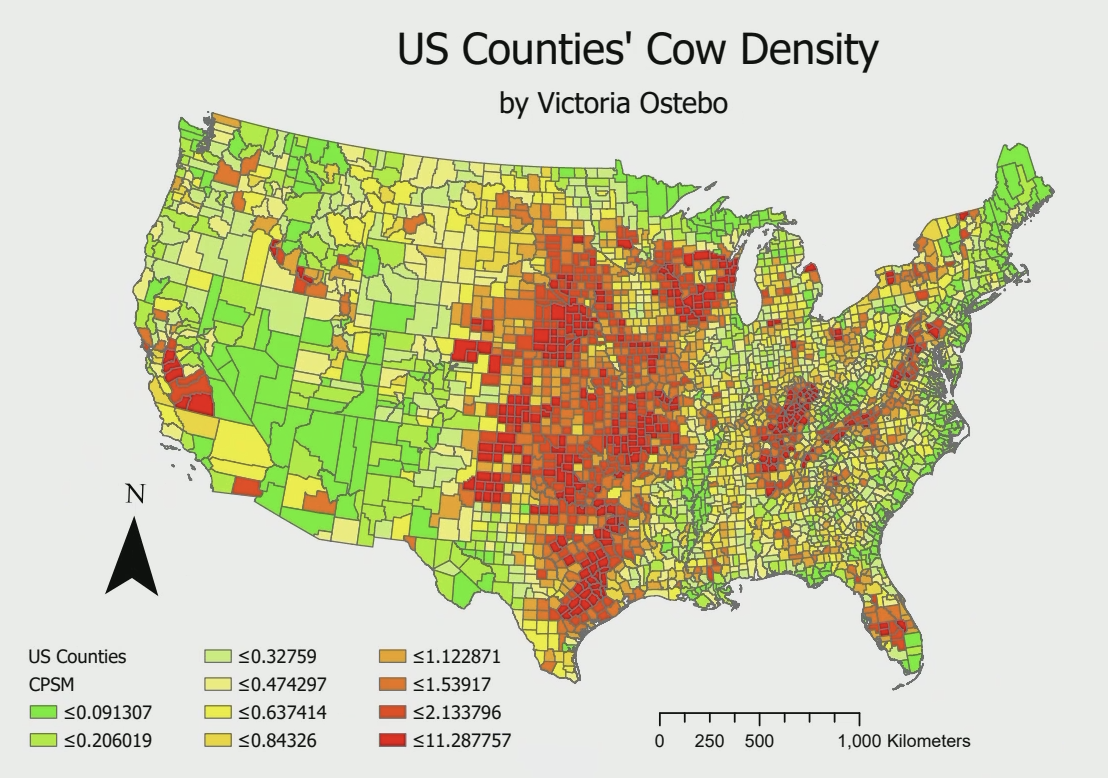 US Counties' Cow Density
by Victoria Ostebo
N
US Counties
CPSM
≤0.091307
≤0.206019
≤0.32759
≤0.474297
≤0.637414
≤0.84326
≤1.122871
≤1.53917
≤2.133796
≤11.287757
0 250 500 1,000 Kilometers